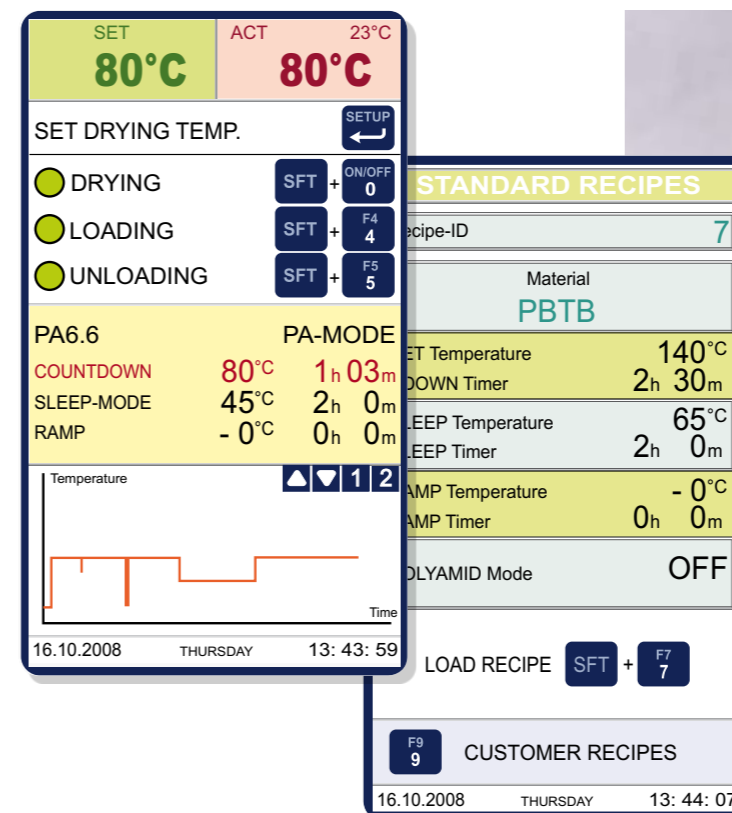 SET
80°C
ACT 23°C
80°C
SET DRYING TEMP. SETUP
DRYING SFT + ON/OFF 0
LOADING SFT + F4 4
UNLOADING SFT + F5 5
PA6.6 PA-MODE
COUNTDOWN 80°C 1h 03m
SLEEP-MODE 45°C 2h 0m
RAMP - 0°C 0h 0m
Temperature 1 2
Time
16.10.2008 THURSDAY 13: 43: 59
STANDARD RECIPES
ecipe-ID 7
Material
PBTB
ET Temperature 140°C
DOWN Timer 2h 30m
LEEP Temperature 65°C
LEEP Timer 2h 0m
AMP Temperature - 0°C
AMP Timer 0h 0m
OLYAMID Mode OFF
LOAD RECIPE SFT + F7 7
F9 9 CUSTOMER RECIPES
16.10.2008 THURSDAY 13: 44: 07